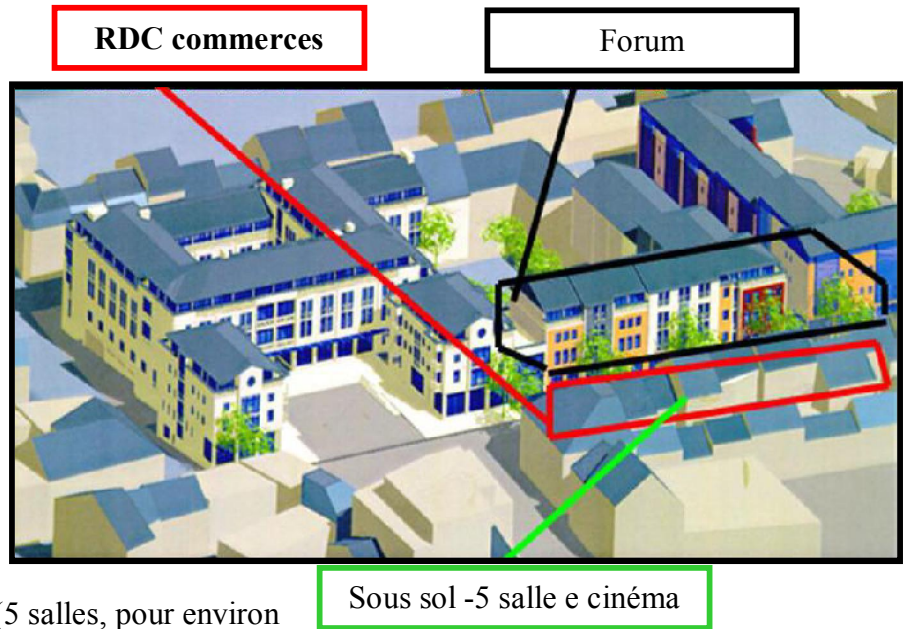 RDC commerces
Forum
Sous sol -5 salle e cinéma
(5 salles, pour environ